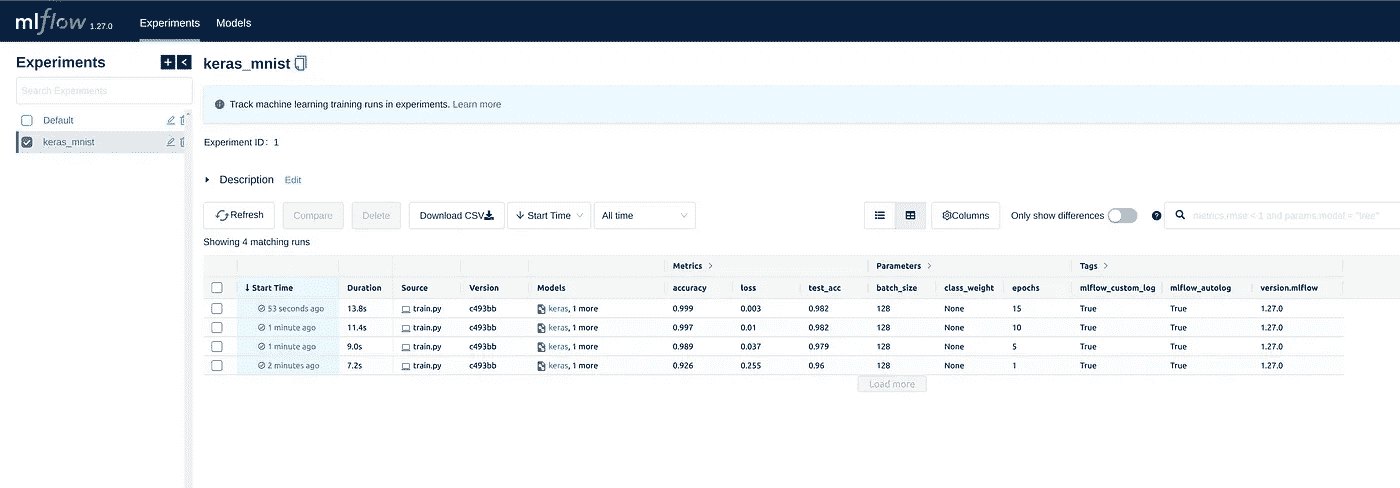 mlflow 1.27.0 Experiments Models
Experiments
Search Experiments
Default
keras_mnist
keras_mnist
Track machine learning training runs in experiments. Learn more
Experiment ID: 1
Description Edit
Refresh Compare Delete Download CSV Start Time All time Columns Only show differences ? metrics.rmse < 1 and params.model = "tree"
Showing 4 matching runs
Metrics Parameters Tags
Start Time Duration Source Version Models accuracy loss test_acc batch_size class_weight epochs mlflow_custom_log mlflow_autolog version.mlflow
53 seconds ago 13.8s train.py c493bb keras, 1 more 0.999 0.003 0.982 128 None 15 True True 1.27.0
1 minute ago 11.4s train.py c493bb keras, 1 more 0.997 0.01 0.982 128 None 10 True True 1.27.0
1 minute ago 9.0s train.py c493bb keras, 1 more 0.989 0.037 0.979 128 None 5 True True 1.27.0
2 minutes ago 7.2s train.py c493bb keras, 1 more 0.926 0.255 0.96 128 None 1 True True 1.27.0
Load more